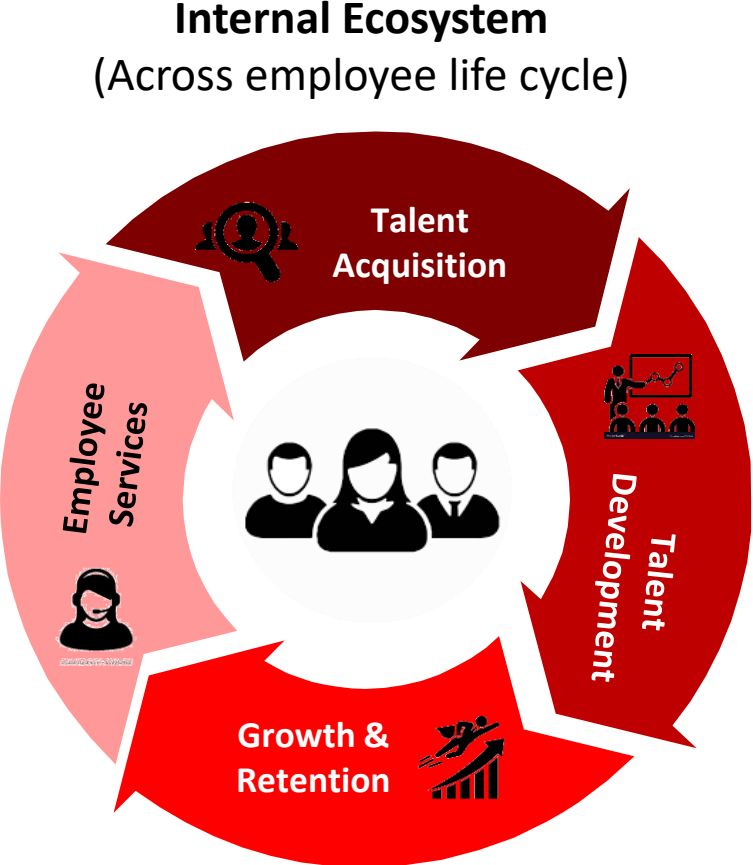 Internal Ecosystem
(Across employee life cycle)
Talent
Acquisition
Talent
Development
Growth &
Retention
Employee
Services